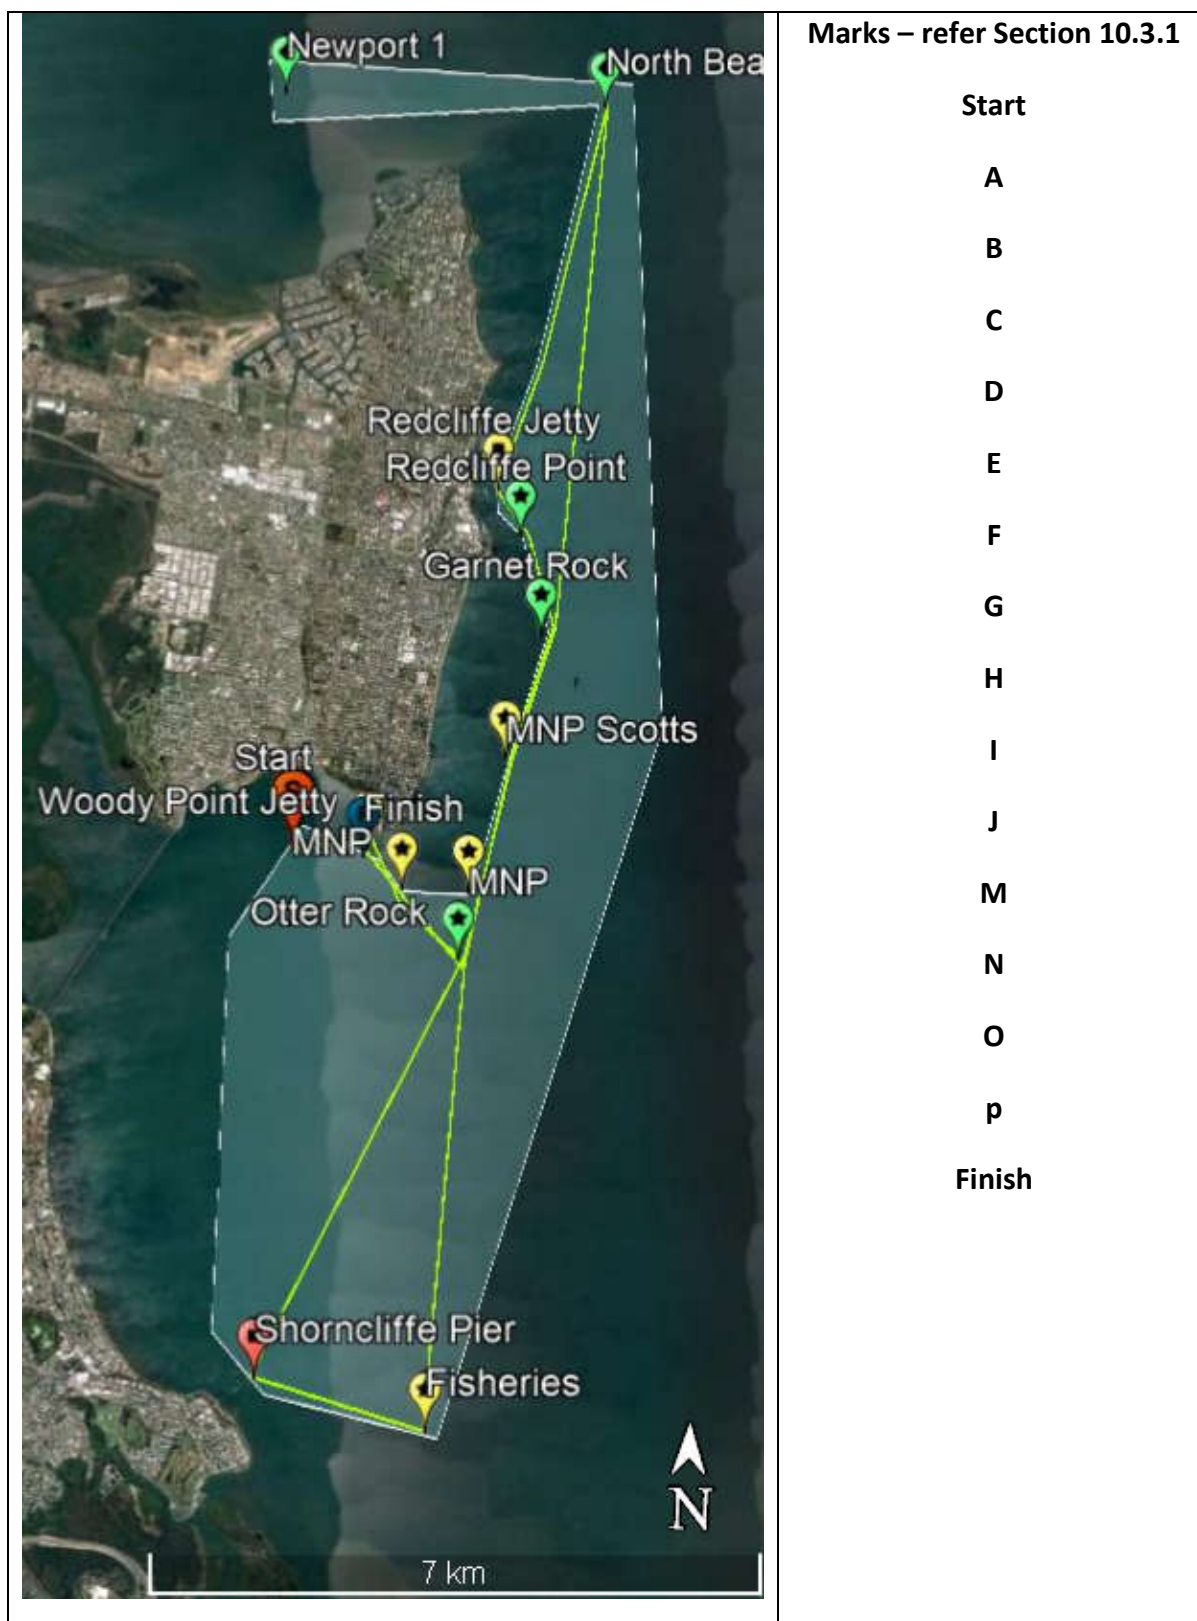 Newport 1
North Bea
Redcliffe Jetty
Redcliffe Point
Garnet Rock
MNP Scotts
Start
Woody Point Jetty
Finish
MNP
MNP
Otter Rock
Shorncliffe Pier
Fisheries
N
7 km
Marks – refer Section 10.3.1
Start
A
B
C
D
E
F
G
H
I
J
M
N
O
p
Finish